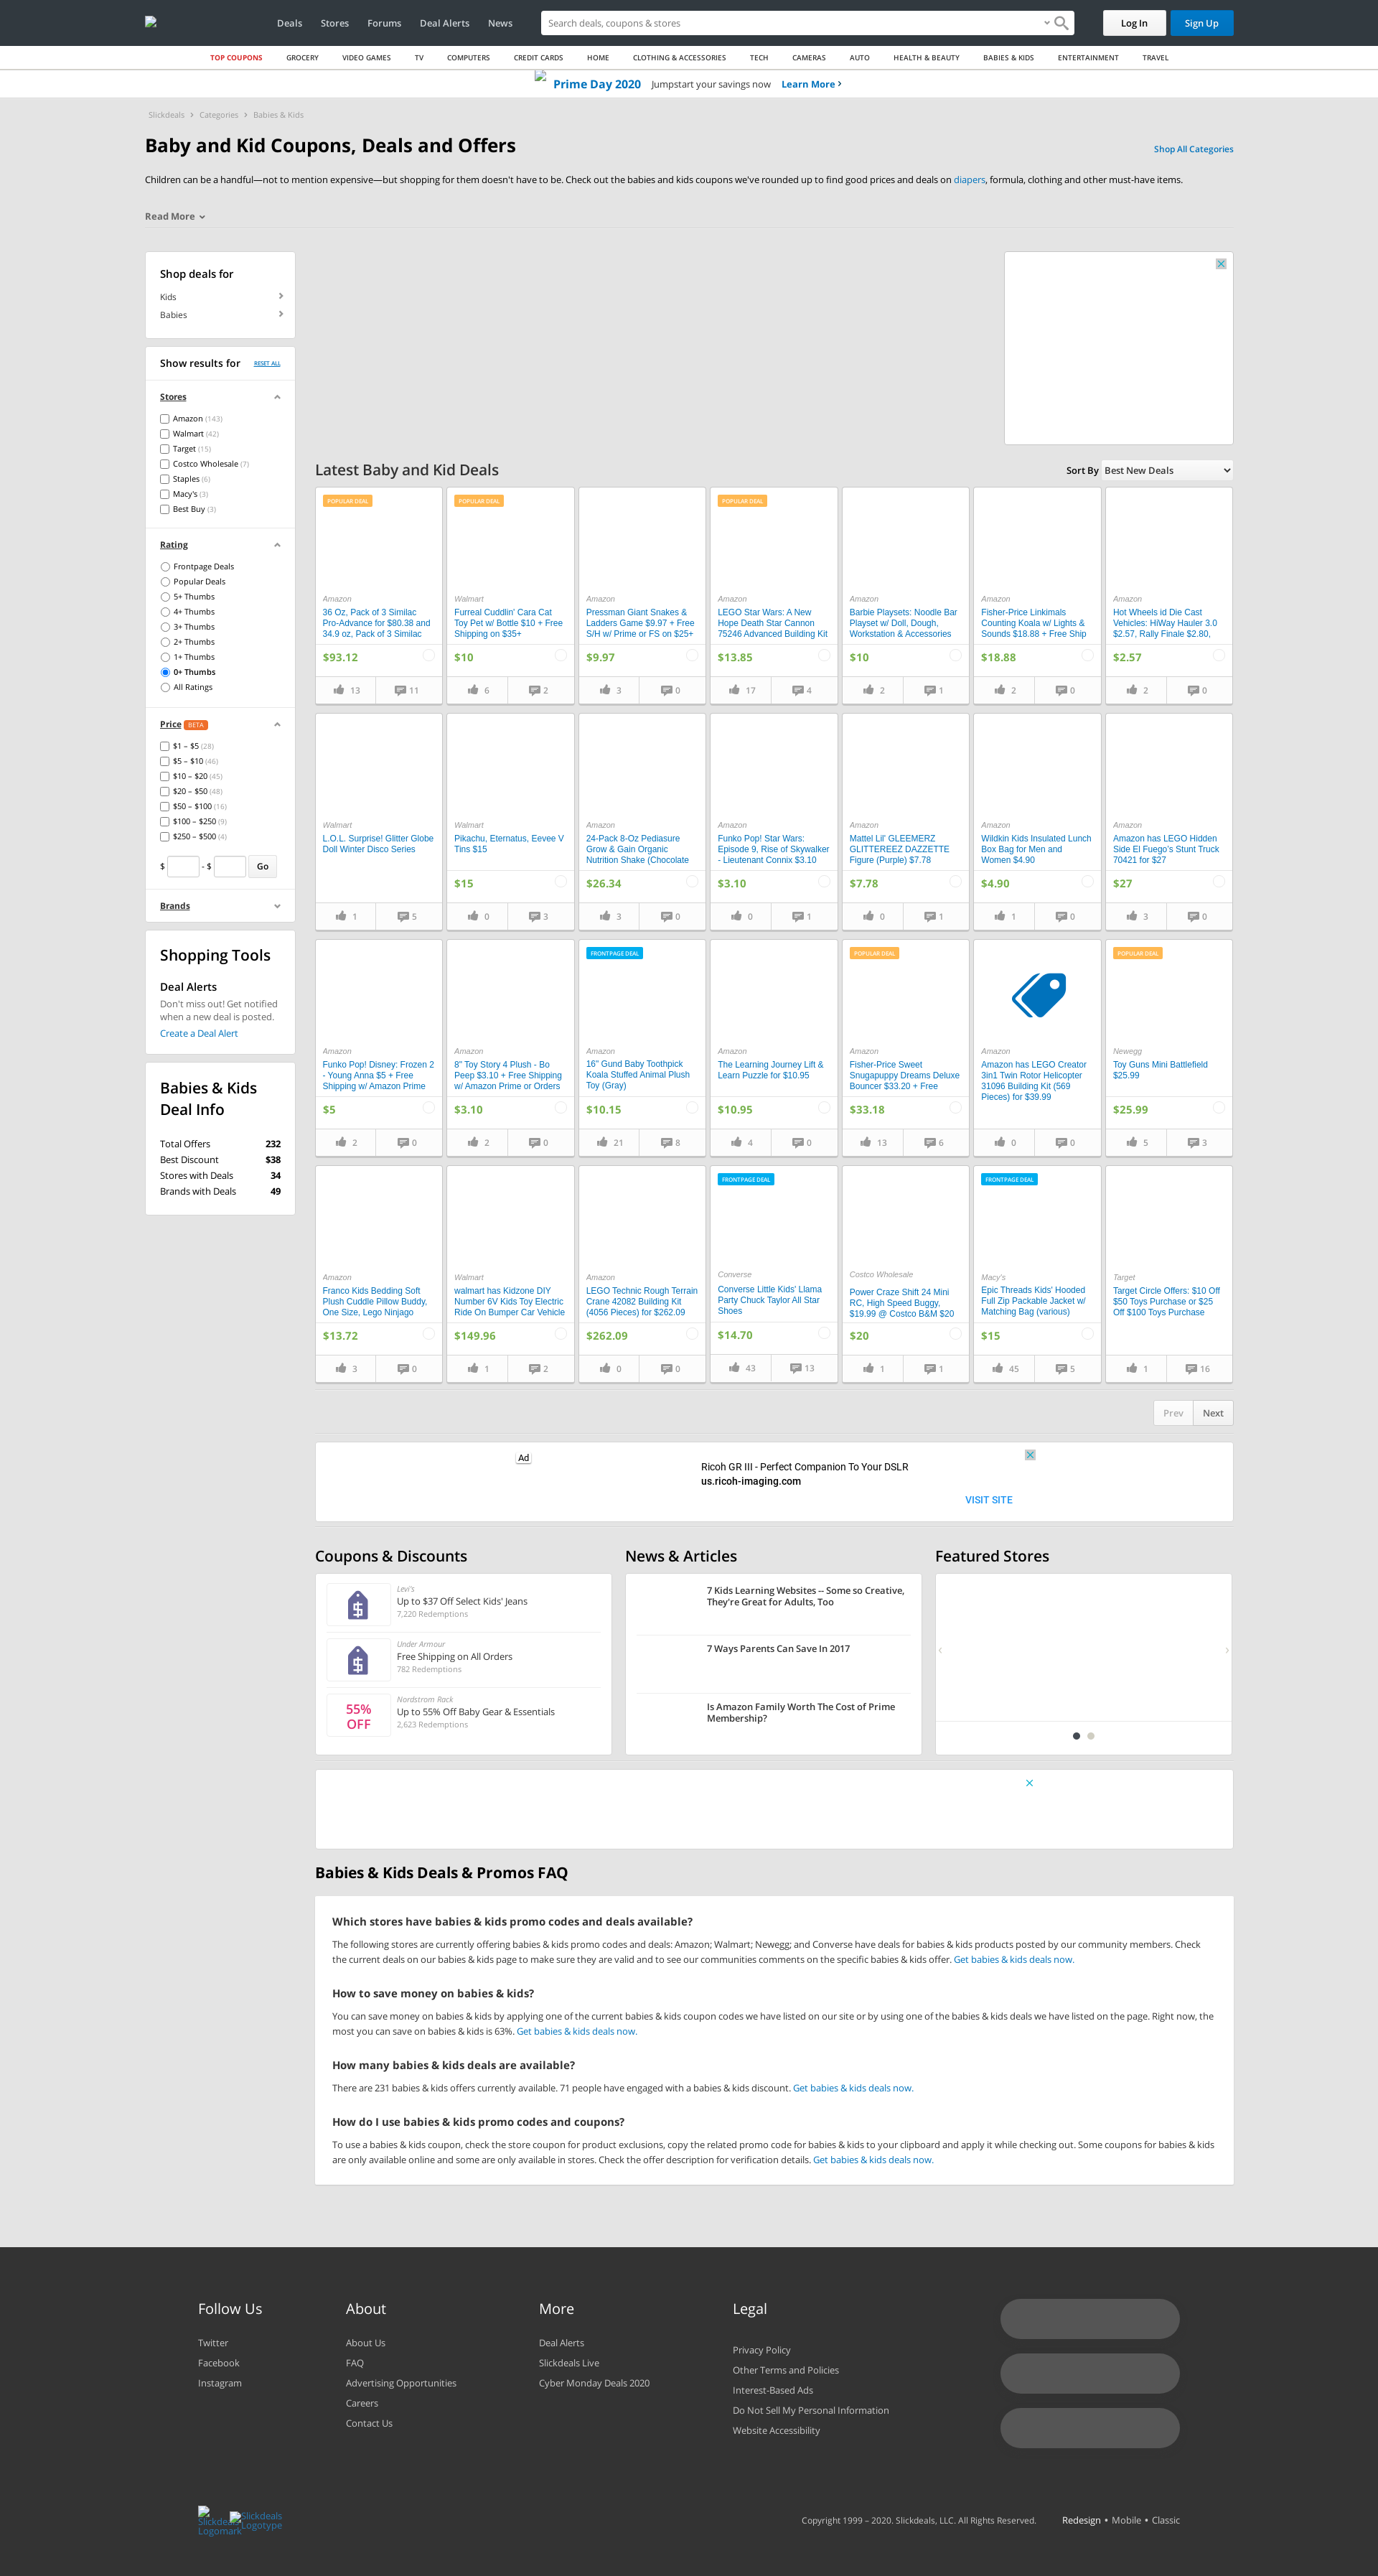 Deals Stores Forums Deal Alerts News
Search deals, coupons & stores
Log In
Sign Up
TOP COUPONS GROCERY VIDEO GAMES TV COMPUTERS CREDIT CARDS HOME CLOTHING & ACCESSORIES TECH CAMERAS AUTO HEALTH & BEAUTY BABIES & KIDS ENTERTAINMENT TRAVEL
Prime Day 2020 Jumpstart your savings now Learn More
Slickdeals Categories Babies & Kids
Baby and Kid Coupons, Deals and Offers
Shop All Categories
Children can be a handful—not to mention expensive—but shopping for them doesn't have to be. Check out the babies and kids coupons we've rounded up to find good prices and deals on diapers, formula, clothing and other must-have items.
Read More
Shop deals for
Kids
Babies
Show results for RESET ALL
Stores
Amazon (143)
Walmart (42)
Target (15)
Costco Wholesale (7)
Staples (6)
Macy's (3)
Best Buy (3)
Rating
Frontpage Deals
Popular Deals
5+ Thumbs
4+ Thumbs
3+ Thumbs
2+ Thumbs
1+ Thumbs
0+ Thumbs
All Ratings
Price BETA
$1 – $5 (28)
$5 – $10 (46)
$10 – $20 (45)
$20 – $50 (48)
$50 – $100 (16)
$100 – $250 (9)
$250 – $500 (4)
$ - $ Go
Brands
Shopping Tools
Deal Alerts
Don't miss out! Get notified
when a new deal is posted.
Create a Deal Alert
Babies & Kids
Deal Info
Total Offers 232
Best Discount $38
Stores with Deals 34
Brands with Deals 49
Latest Baby and Kid Deals
Sort By Best New Deals
POPULAR DEAL
Amazon
36 Oz, Pack of 3 Similac
Pro-Advance for $80.38 and
34.9 oz, Pack of 3 Similac
$93.12
13 11
POPULAR DEAL
Walmart
Furreal Cuddlin' Cara Cat
Toy Pet w/ Bottle $10 + Free
Shipping on $35+
$10
6 2
Amazon
Pressman Giant Snakes &
Ladders Game $9.97 + Free
S/H w/ Prime or FS on $25+
$9.97
3 0
POPULAR DEAL
Amazon
LEGO Star Wars: A New
Hope Death Star Cannon
75246 Advanced Building Kit
$13.85
17 4
Amazon
Barbie Playsets: Noodle Bar
Playset w/ Doll, Dough,
Workstation & Accessories
$10
2 1
Amazon
Fisher-Price Linkimals
Counting Koala w/ Lights &
Sounds $18.88 + Free Ship
$18.88
2 0
Amazon
Hot Wheels id Die Cast
Vehicles: HiWay Hauler 3.0
$2.57, Rally Finale $2.80,
$2.57
2 0
Walmart
L.O.L. Surprise! Glitter Globe
Doll Winter Disco Series
1 5
Walmart
Pikachu, Eternatus, Eevee V
Tins $15
$15
0 3
Amazon
24-Pack 8-Oz Pediasure
Grow & Gain Organic
Nutrition Shake (Chocolate
$26.34
3 0
Amazon
Funko Pop! Star Wars:
Episode 9, Rise of Skywalker
- Lieutenant Connix $3.10
$3.10
0 1
Amazon
Mattel Lil' GLEEMERZ
GLITTEREEZ DAZZETTE
Figure (Purple) $7.78
$7.78
0 1
Amazon
Wildkin Kids Insulated Lunch
Box Bag for Men and
Women $4.90
$4.90
1 0
Amazon
Amazon has LEGO Hidden
Side El Fuego's Stunt Truck
70421 for $27
$27
3 0
Amazon
Funko Pop! Disney: Frozen 2
- Young Anna $5 + Free
Shipping w/ Amazon Prime
$5
2 0
Amazon
8" Toy Story 4 Plush - Bo
Peep $3.10 + Free Shipping
w/ Amazon Prime or Orders
$3.10
2 0
FRONTPAGE DEAL
Amazon
16" Gund Baby Toothpick
Koala Stuffed Animal Plush
Toy (Gray)
$10.15
21 8
Amazon
The Learning Journey Lift &
Learn Puzzle for $10.95
$10.95
4 0
POPULAR DEAL
Amazon
Fisher-Price Sweet
Snugapuppy Dreams Deluxe
Bouncer $33.20 + Free
$33.18
13 6
Amazon
Amazon has LEGO Creator
3in1 Twin Rotor Helicopter
31096 Building Kit (569
Pieces) for $39.99
0 0
POPULAR DEAL
Newegg
Toy Guns Mini Battlefield
$25.99
$25.99
5 3
Amazon
Franco Kids Bedding Soft
Plush Cuddle Pillow Buddy,
One Size, Lego Ninjago
$13.72
3 0
Walmart
walmart has Kidzone DIY
Number 6V Kids Toy Electric
Ride On Bumper Car Vehicle
$149.96
1 2
Amazon
LEGO Technic Rough Terrain
Crane 42082 Building Kit
(4056 Pieces) for $262.09
$262.09
0 0
FRONTPAGE DEAL
Converse
Converse Little Kids' Llama
Party Chuck Taylor All Star
Shoes
$14.70
43 13
Costco Wholesale
Power Craze Shift 24 Mini
RC, High Speed Buggy,
$19.99 @ Costco B&M $20
$20
1 1
FRONTPAGE DEAL
Macy's
Epic Threads Kids' Hooded
Full Zip Packable Jacket w/
Matching Bag (various)
$15
45 5
Target
Target Circle Offers: $10 Off
$50 Toys Purchase or $25
Off $100 Toys Purchase
1 16
Prev Next
Ad
Ricoh GR III - Perfect Companion To Your DSLR
us.ricoh-imaging.com
VISIT SITE
Coupons & Discounts
Levi's
Up to $37 Off Select Kids' Jeans
7,220 Redemptions
Under Armour
Free Shipping on All Orders
782 Redemptions
55%
OFF
Nordstrom Rack
Up to 55% Off Baby Gear & Essentials
2,623 Redemptions
News & Articles
7 Kids Learning Websites -- Some so Creative,
They're Great for Adults, Too
7 Ways Parents Can Save In 2017
Is Amazon Family Worth The Cost of Prime
Membership?
Featured Stores
Babies & Kids Deals & Promos FAQ
Which stores have babies & kids promo codes and deals available?
The following stores are currently offering babies & kids promo codes and deals: Amazon; Walmart; Newegg; and Converse have deals for babies & kids products posted by our community members. Check
the current deals on our babies & kids page to make sure they are valid and to see our communities comments on the specific babies & kids offer. Get babies & kids deals now.
How to save money on babies & kids?
You can save money on babies & kids by applying one of the current babies & kids coupon codes we have listed on our site or by using one of the babies & kids deals we have listed on the page. Right now, the
most you can save on babies & kids is 63%. Get babies & kids deals now.
How many babies & kids deals are available?
There are 231 babies & kids offers currently available. 71 people have engaged with a babies & kids discount. Get babies & kids deals now.
How do I use babies & kids promo codes and coupons?
To use a babies & kids coupon, check the store coupon for product exclusions, copy the related promo code for babies & kids to your clipboard and apply it while checking out. Some coupons for babies & kids
are only available online and some are only available in stores. Check the offer description for verification details. Get babies & kids deals now.
Follow Us
Twitter
Facebook
Instagram
About
About Us
FAQ
Advertising Opportunities
Careers
Contact Us
More
Deal Alerts
Slickdeals Live
Cyber Monday Deals 2020
Legal
Privacy Policy
Other Terms and Policies
Interest-Based Ads
Do Not Sell My Personal Information
Website Accessibility
Slickdeals
Logomark
Slickdeals
Logotype
Copyright 1999 – 2020. Slickdeals, LLC. All Rights Reserved.
Redesign • Mobile • Classic